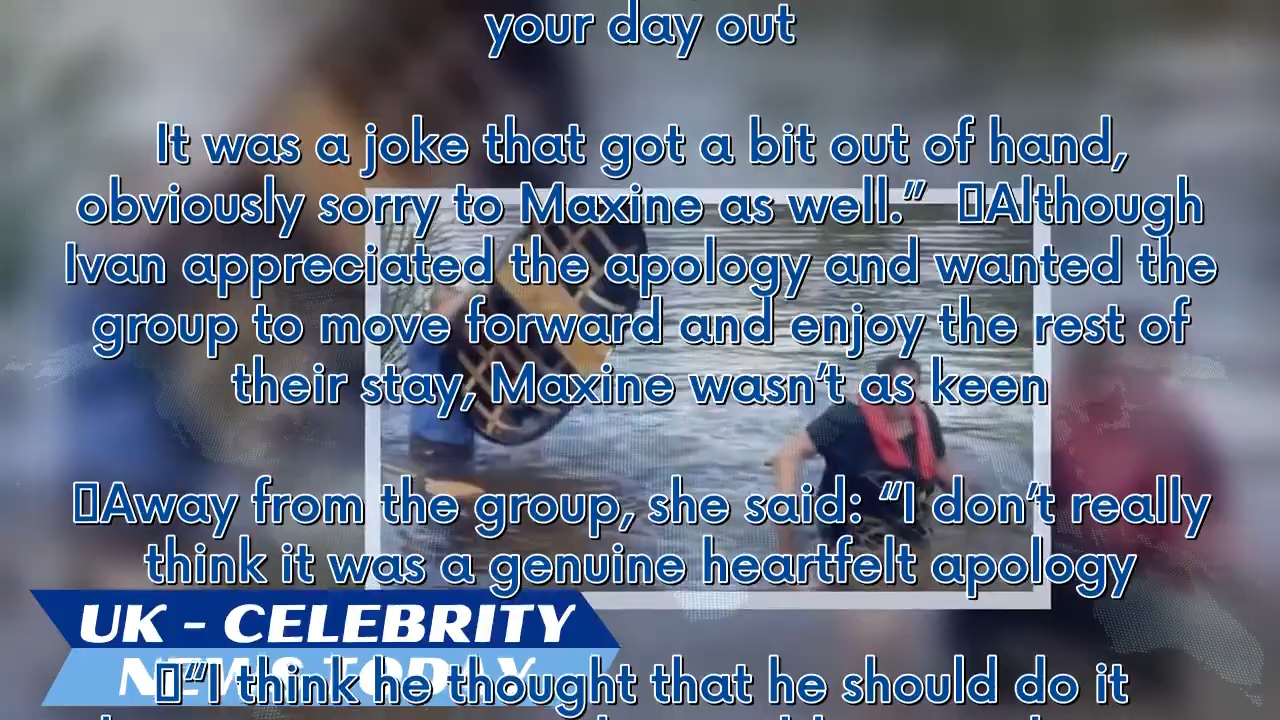 your day out
It was a joke that got a bit out of hand,
obviously sorry to Maxine as well.” Although
Ivan appreciated the apology and wanted the
group to move forward and enjoy the rest of
their stay, Maxine wasn’t as keen
Away from the group, she said: “I don’t really
think it was a genuine heartfelt apology
UK - CELEBRITY
NEWS TODAY
“I think he thought that he should do it